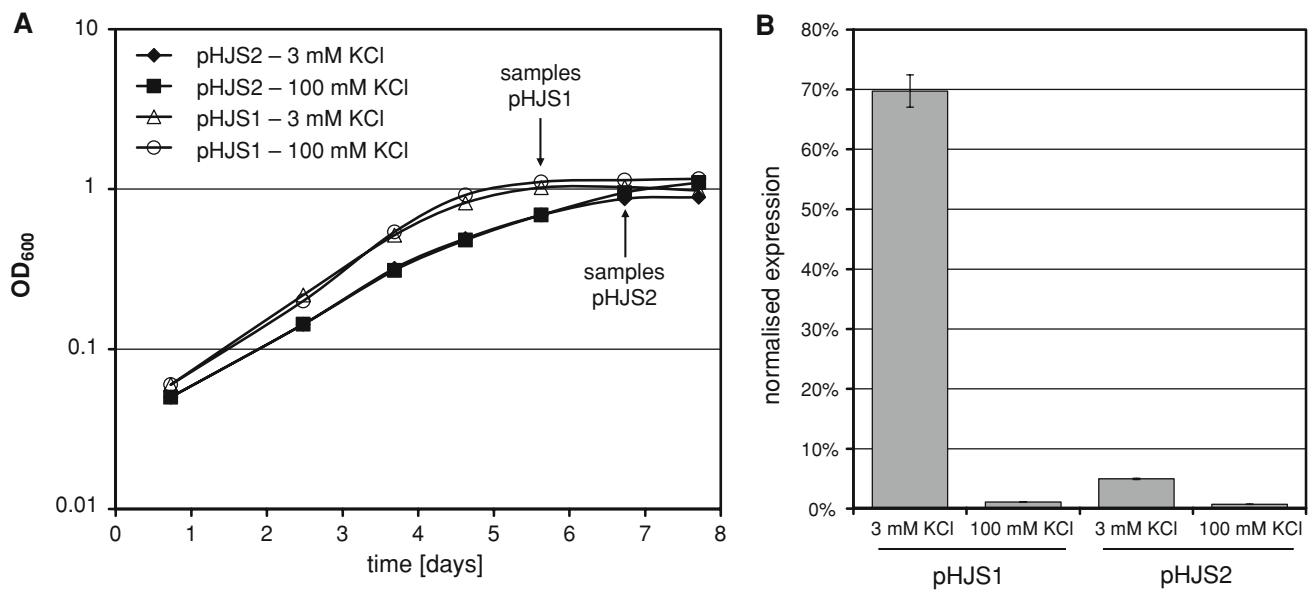 A
10
1
0.1
0.01
OD600
0 1 2 3 4 5 6 7 8
time [days]
pHJS2 – 3 mM KCl
pHJS2 – 100 mM KCl
pHJS1 – 3 mM KCl
pHJS1 – 100 mM KCl
samples
pHJS1
samples
pHJS2
B
80%
70%
60%
50%
40%
30%
20%
10%
0%
normalised expression
3 mM KCl 100 mM KCl 3 mM KCl 100 mM KCl
pHJS1 pHJS2